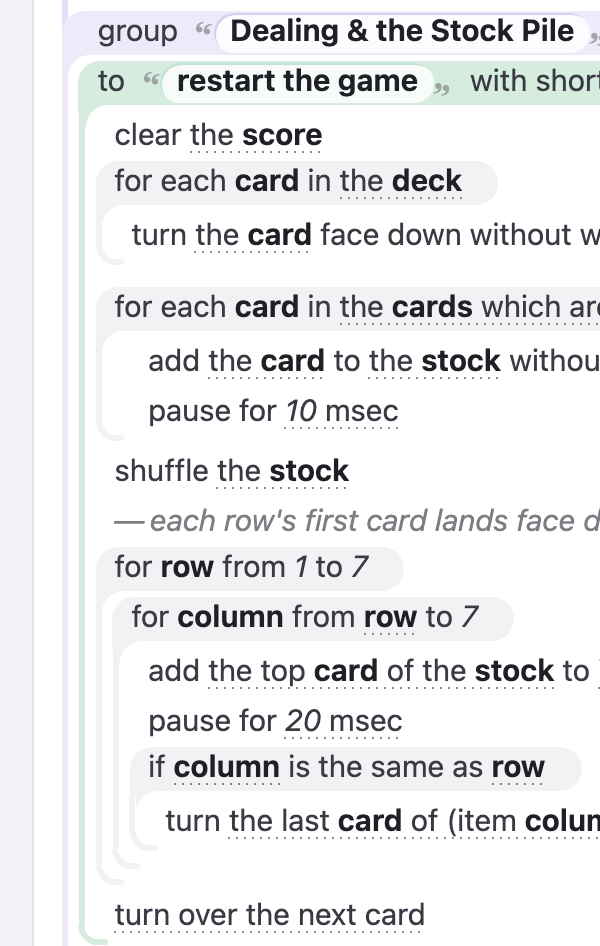 group “Dealing & the Stock Pile”
to “restart the game” with short
clear the score
for each card in the deck
turn the card face down without w
for each card in the cards which are
add the card to the stock withou
pause for 10 msec
shuffle the stock
— each row's first card lands face d
for row from 1 to 7
for column from row to 7
add the top card of the stock to
pause for 20 msec
if column is the same as row
turn the last card of (item colum
turn over the next card